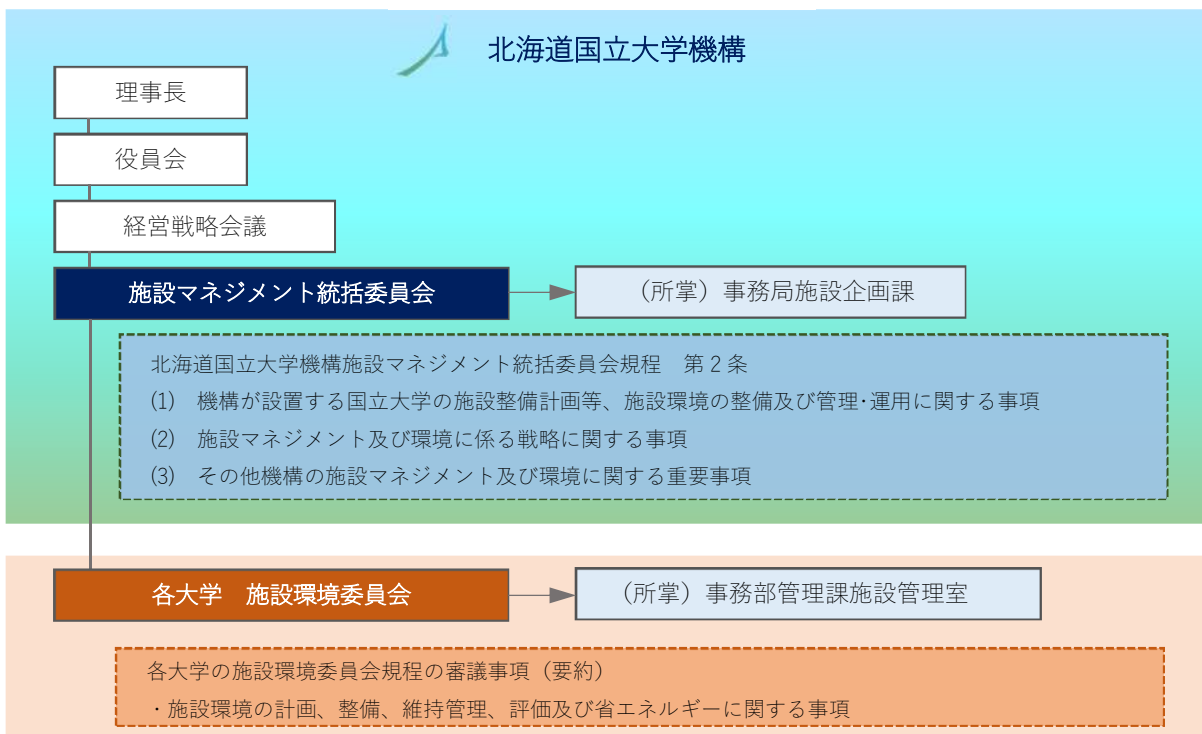 北海道国立大学機構
理事長
役員会
経営戦略会議
施設マネジメント統括委員会
（所掌）事務局施設企画課
北海道国立大学機構施設マネジメント統括委員会規程　第２条
(1)　機構が設置する国立大学の施設整備計画等、施設環境の整備及び管理･運用に関する事項
(2)　施設マネジメント及び環境に係る戦略に関する事項
(3)　その他機構の施設マネジメント及び環境に関する重要事項
各大学　施設環境委員会
（所掌）事務部管理課施設管理室
各大学の施設環境委員会規程の審議事項（要約）
・施設環境の計画、整備、維持管理、評価及び省エネルギーに関する事項